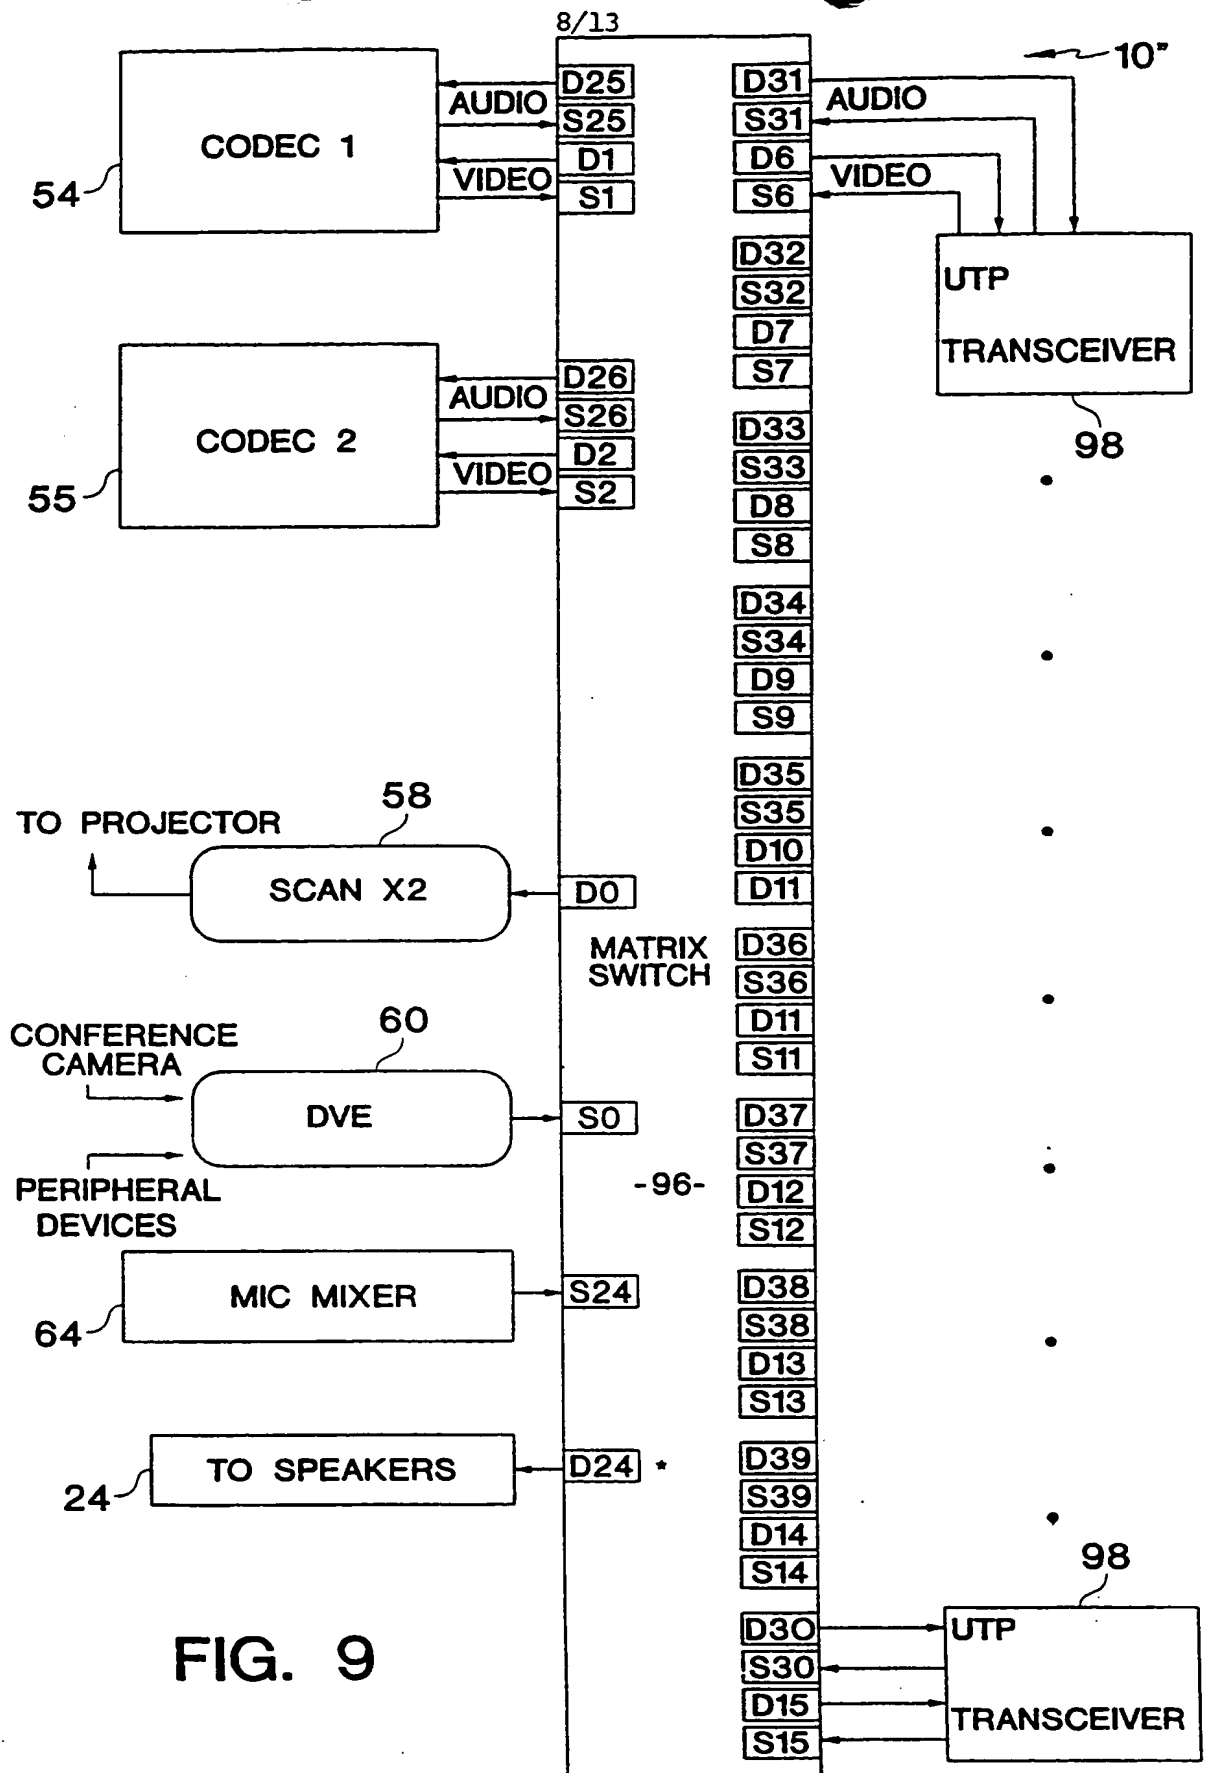 8/13
10"
CODEC 1
54
D25
AUDIO
S25
D1
VIDEO
S1
CODEC 2
55
D26
AUDIO
S26
D2
VIDEO
S2
58
TO PROJECTOR
SCAN X2
D0
MATRIX
SWITCH
60
CONFERENCE
CAMERA
DVE
S0
-96-
PERIPHERAL
DEVICES
MIC MIXER
64
S24
TO SPEAKERS
24
D24 *
D31
AUDIO
S31
D6
VIDEO
S6
UTP
TRANSCEIVER
98
D32
S32
D7
S7
D33
S33
D8
S8
D34
S34
D9
S9
D35
S35
D10
D11
D36
S36
D11
S11
D37
S37
D12
S12
D38
S38
D13
S13
D39
S39
D14
S14
98
D30
S30
D15
S15
UTP
TRANSCEIVER
FIG. 9